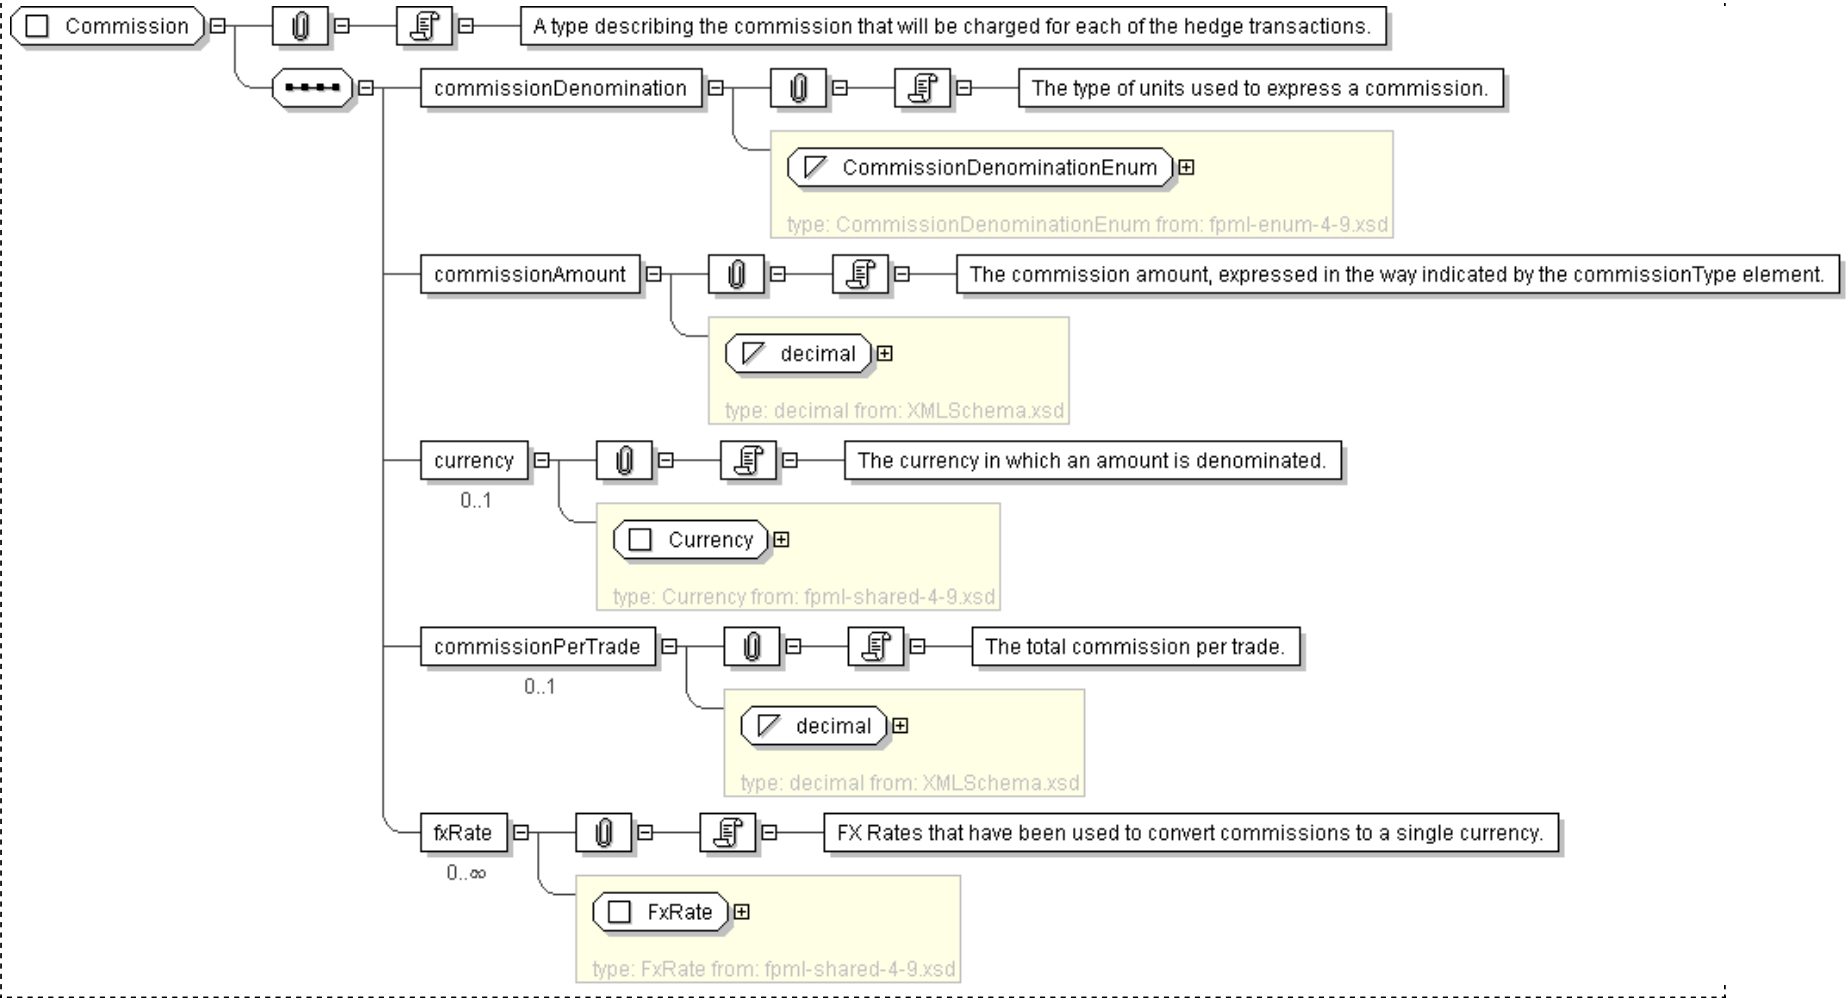 Commission
A type describing the commission that will be charged for each of the hedge transactions.
commissionDenomination
The type of units used to express a commission.
CommissionDenominationEnum
type: CommissionDenominationEnum from: fpml-enum-4-9.xsd
commissionAmount
The commission amount, expressed in the way indicated by the commissionType element.
decimal
type: decimal from: XMLSchema.xsd
currency
The currency in which an amount is denominated.
0..1
Currency
type: Currency from: fpml-shared-4-9.xsd
commissionPerTrade
The total commission per trade.
0..1
decimal
type: decimal from: XMLSchema.xsd
fxRate
FX Rates that have been used to convert commissions to a single currency.
0..∞
FxRate
type: FxRate from: fpml-shared-4-9.xsd